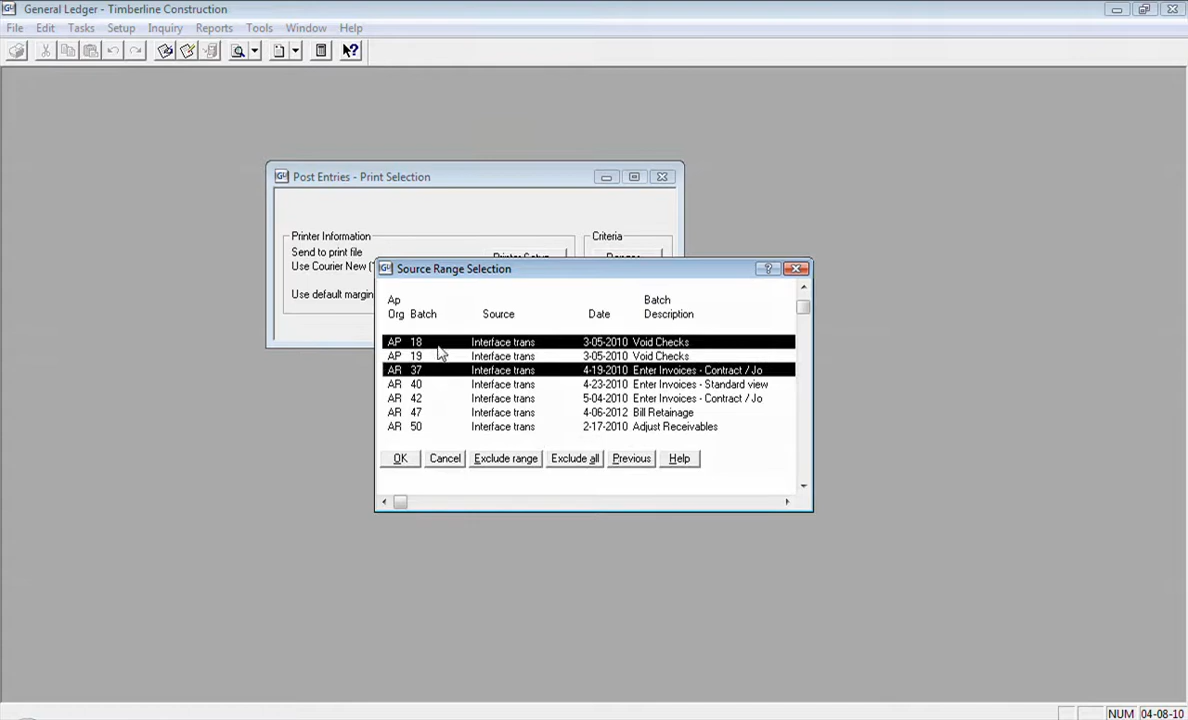 General Ledger - Timberline Construction
File Edit Tasks Setup Inquiry Reports Tools Window Help
Post Entries - Print Selection
Printer Information
Criteria
Send to print file
Use Courier New
Use default margin
Source Range Selection
Ap Batch
Org Batch Source Date Description
AP 18 Interface trans 3-05-2010 Void Checks
AP 19 Interface trans 3-05-2010 Void Checks
AR 37 Interface trans 4-19-2010 Enter Invoices - Contract / Jo
AR 40 Interface trans 4-23-2010 Enter Invoices - Standard view
AR 42 Interface trans 5-04-2010 Enter Invoices - Contract / Jo
AR 47 Interface trans 4-06-2012 Bill Retainage
AR 50 Interface trans 2-17-2010 Adjust Receivables
OK Cancel Exclude range Exclude all Previous Help
NUM 04-08-10